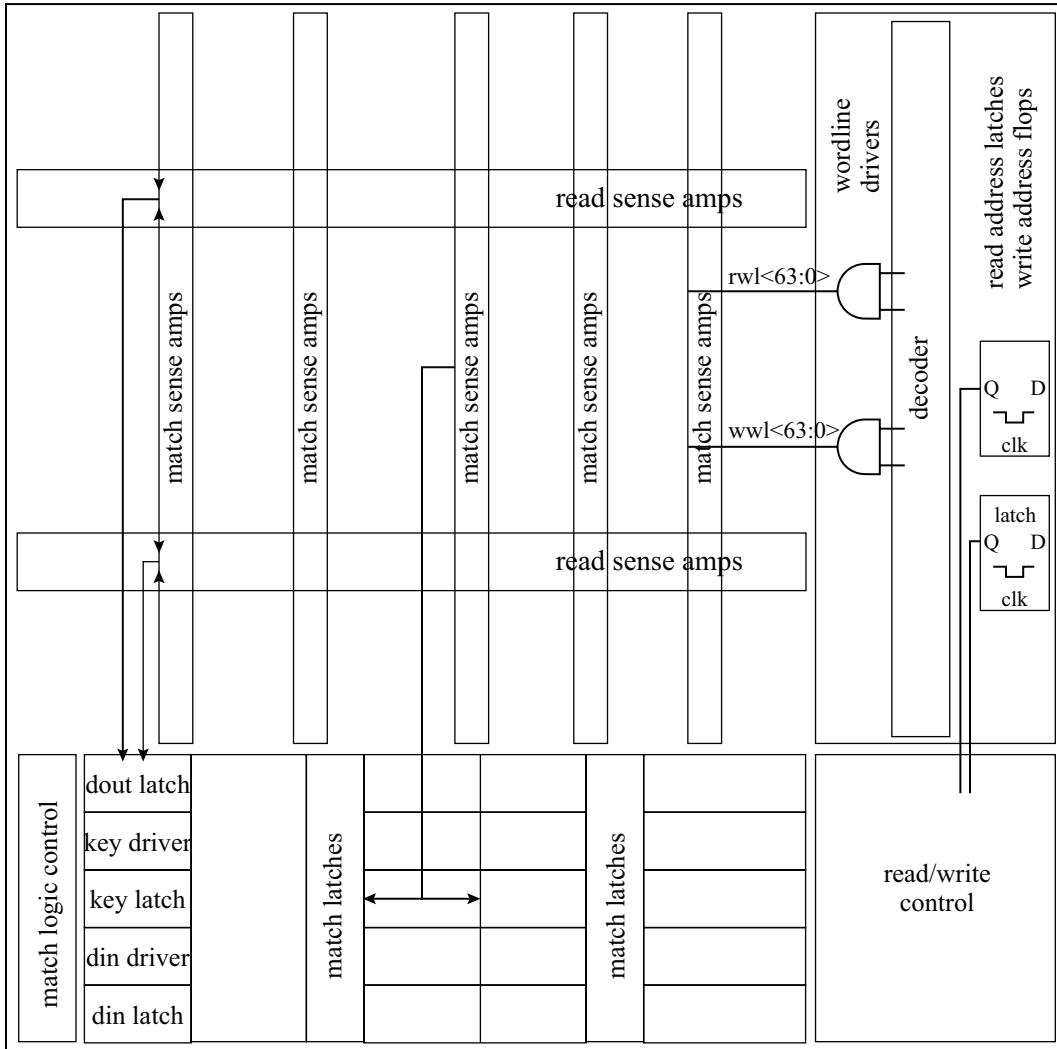 read sense amps
match sense amps
match sense amps
match sense amps
match sense amps
match sense amps
rwl<63:0>
wwl<63:0>
read sense amps
wordline
drivers
decoder
read address latches
write address flops
Q D
clk
latch
Q D
clk
match logic control
dout latch
key driver
key latch
din driver
din latch
match latches
match latches
read/write
control